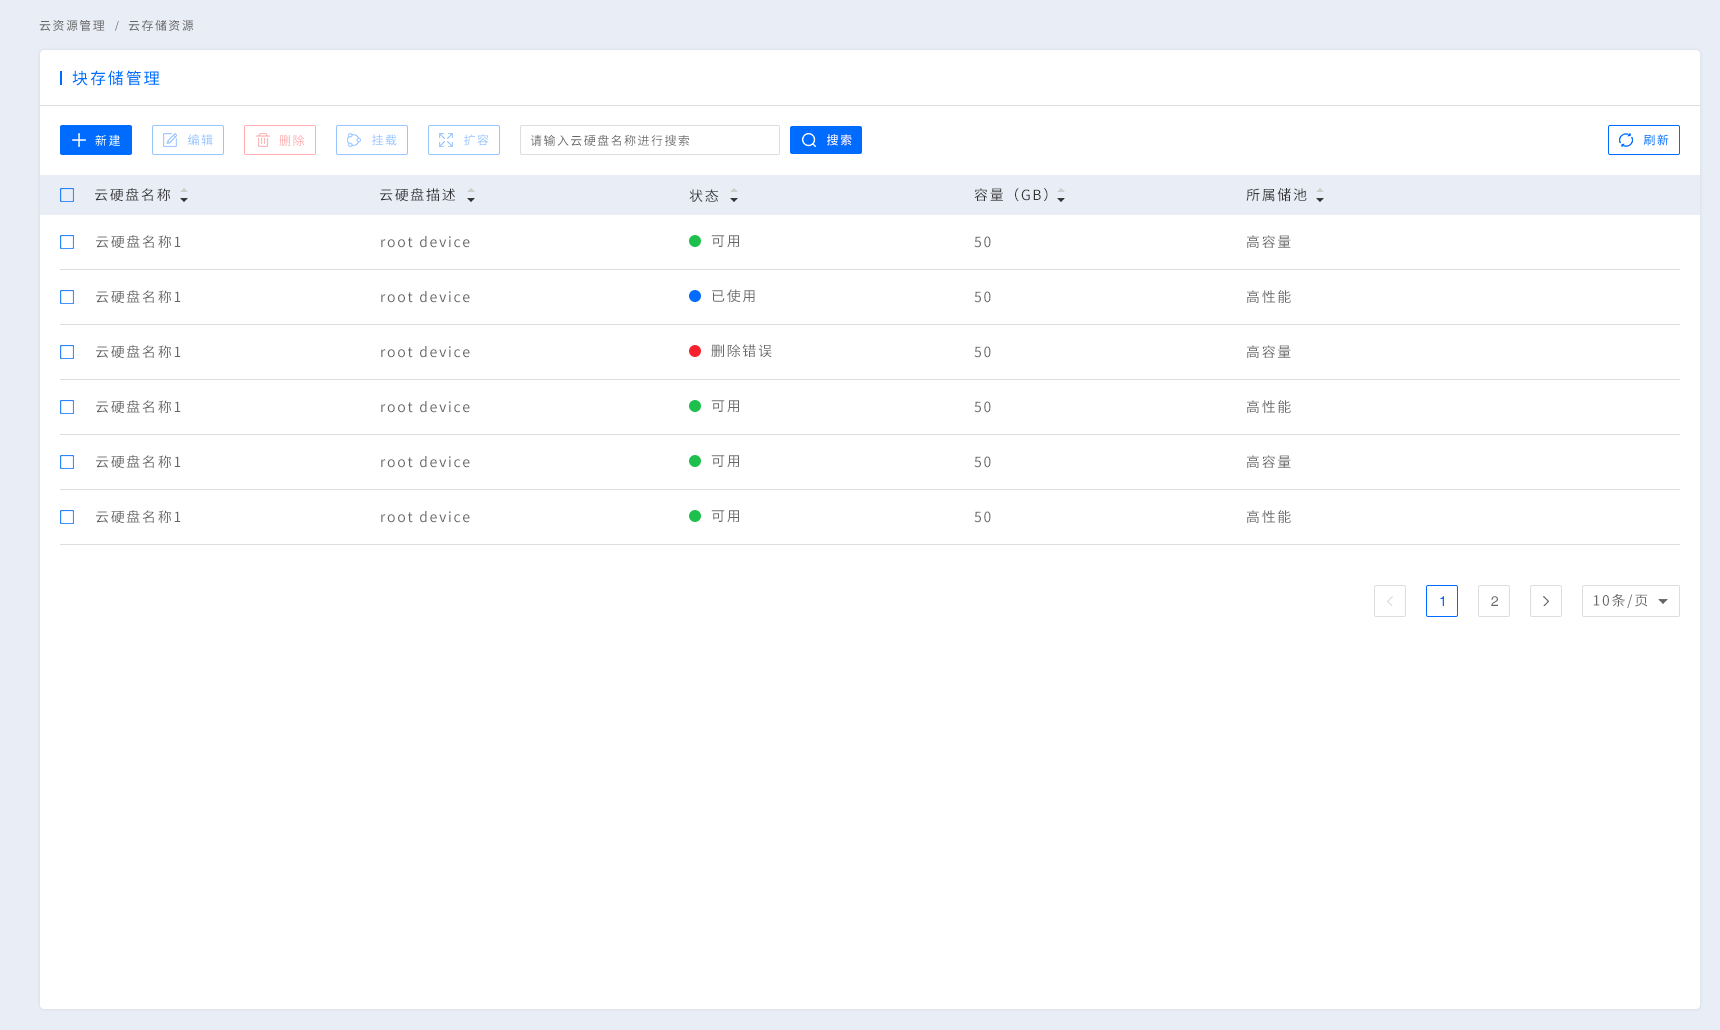 云资源管理 / 云存储资源
块存储管理
新建 编辑 删除 挂载 扩容 请输入云硬盘名称进行搜索 搜索 刷新
云硬盘名称 云硬盘描述 状态 容量（GB） 所属储池
云硬盘名称1 root device 可用 50 高容量
云硬盘名称1 root device 已使用 50 高性能
云硬盘名称1 root device 删除错误 50 高容量
云硬盘名称1 root device 可用 50 高性能
云硬盘名称1 root device 可用 50 高容量
云硬盘名称1 root device 可用 50 高性能
1 2 10条/页